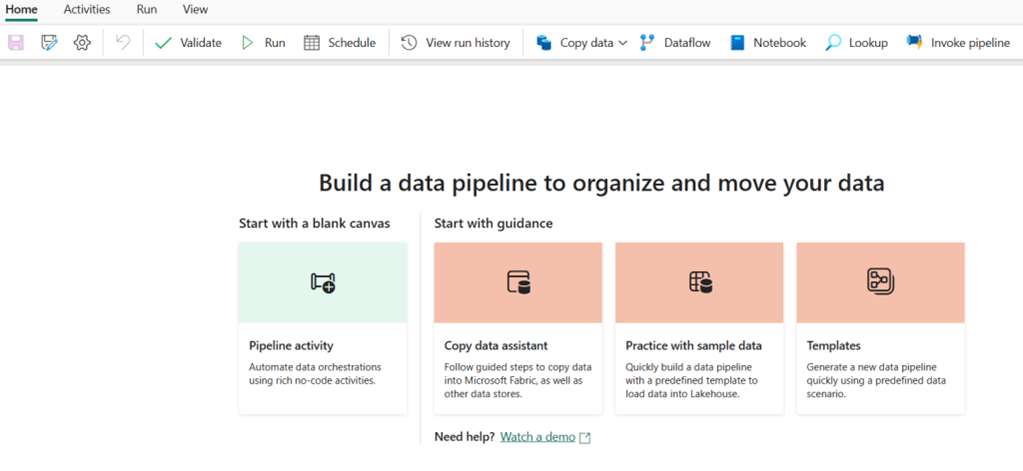 Home Activities Run View
Validate Run Schedule View run history Copy data Dataflow Notebook Lookup Invoke pipeline
Build a data pipeline to organize and move your data
Start with a blank canvas
Start with guidance
Pipeline activity
Automate data orchestrations
using rich no-code activities.
Copy data assistant
Follow guided steps to copy data
into Microsoft Fabric, as well as
other data stores.
Practice with sample data
Quickly build a data pipeline
with a predefined template to
load data into Lakehouse.
Templates
Generate a new data pipeline
quickly using a predefined data
scenario.
Need help? Watch a demo